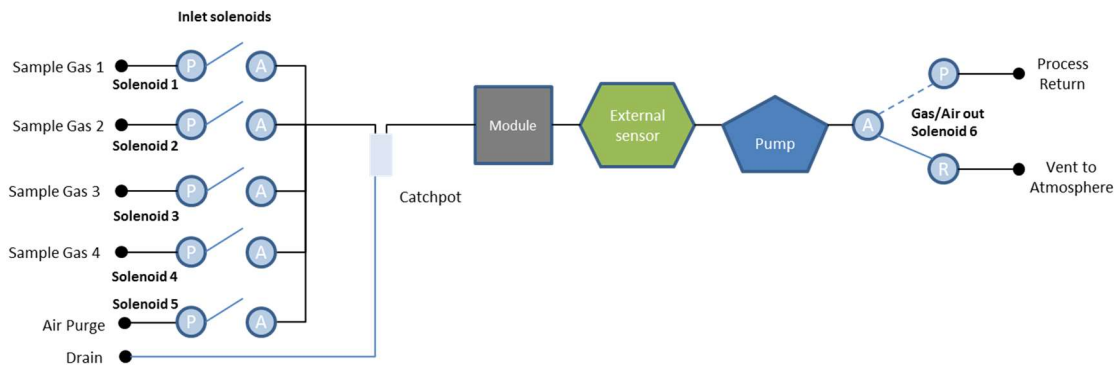 Inlet solenoids
Sample Gas 1
P
A
Solenoid 1
Sample Gas 2
P
A
Solenoid 2
Sample Gas 3
P
A
Solenoid 3
Sample Gas 4
P
A
Solenoid 4
Solenoid 5
Air Purge
P
A
Drain
Catchpot
Module
External
sensor
Pump
A
P
Process
Return
Gas/Air out
Solenoid 6
R
Vent to
Atmosphere